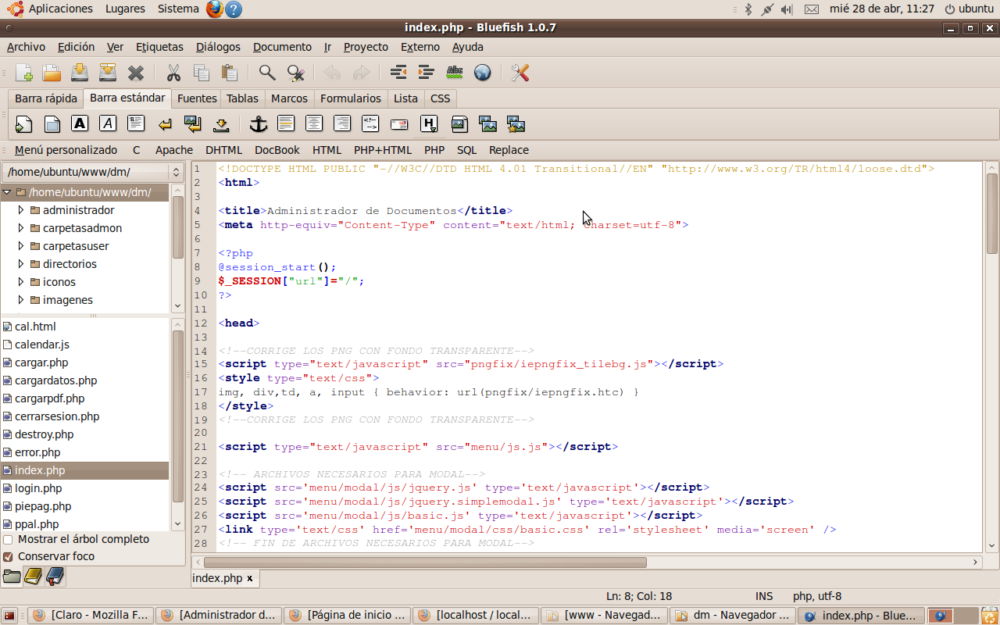 Aplicaciones Lugares Sistema mié 28 de abr, 11:27 ubuntu
index.php - Bluefish 1.0.7
Archivo Edición Ver Etiquetas Diálogos Documento Ir Proyecto Externo Ayuda
Abc
Barra rápida Barra estándar Fuentes Tablas Marcos Formularios Lista CSS
A A H
Menú personalizado C Apache DHTML DocBook HTML PHP+HTML PHP SQL Replace
/home/ubuntu/www/dm/
/home/ubuntu/www/dm/
administrador
carpetasadmon
carpetasuser
directorios
iconos
imagenes
cal.html
calendar.js
cargar.php
cargardatos.php
cargarpdf.php
cerrarsesion.php
destroy.php
error.php
index.php
login.php
piepag.php
ppal.php
Mostrar el árbol completo
Conservar foco
1 <!DOCTYPE HTML PUBLIC "-//W3C//DTD HTML 4.01 Transitional//EN" "http://www.w3.org/TR/html4/loose.dtd">
2 <html>
3
4 <title>Administrador de Documentos</title>
5 <meta http-equiv="Content-Type" content="text/html; charset=utf-8">
6
7 <?php
8 @session_start();
9 $_SESSION["url"]="/";
10 ?>
11
12 <head>
13
14 <!--CORRIGE LOS PNG CON FONDO TRANSPARENTE-->
15 <script type="text/javascript" src="pngfix/iepngfix_tilebg.js"></script>
16 <style type="text/css">
17 img, div,td, a, input { behavior: url(pngfix/iepngfix.htc) }
18 </style>
19 <!--CORRIGE LOS PNG CON FONDO TRANSPARENTE-->
20
21 <script type="text/javascript" src="menu/js.js"></script>
22
23 <!-- ARCHIVOS NECESARIOS PARA MODAL-->
24 <script src='menu/modal/js/jquery.js' type='text/javascript'></script>
25 <script src='menu/modal/js/jquery.simplemodal.js' type='text/javascript'></script>
26 <script src='menu/modal/js/basic.js' type='text/javascript'></script>
27 <link type='text/css' href='menu/modal/css/basic.css' rel='stylesheet' media='screen' />
28 <!-- FIN DE ARCHIVOS NECESARIOS PARA MODAL-->
index.php x
Ln: 8; Col: 18 INS php, utf-8
[Claro - Mozilla F... [Administrador d... [Página de inicio ... [localhost / local... [www - Navegad... dm - Navegador ... index.php - Blue...